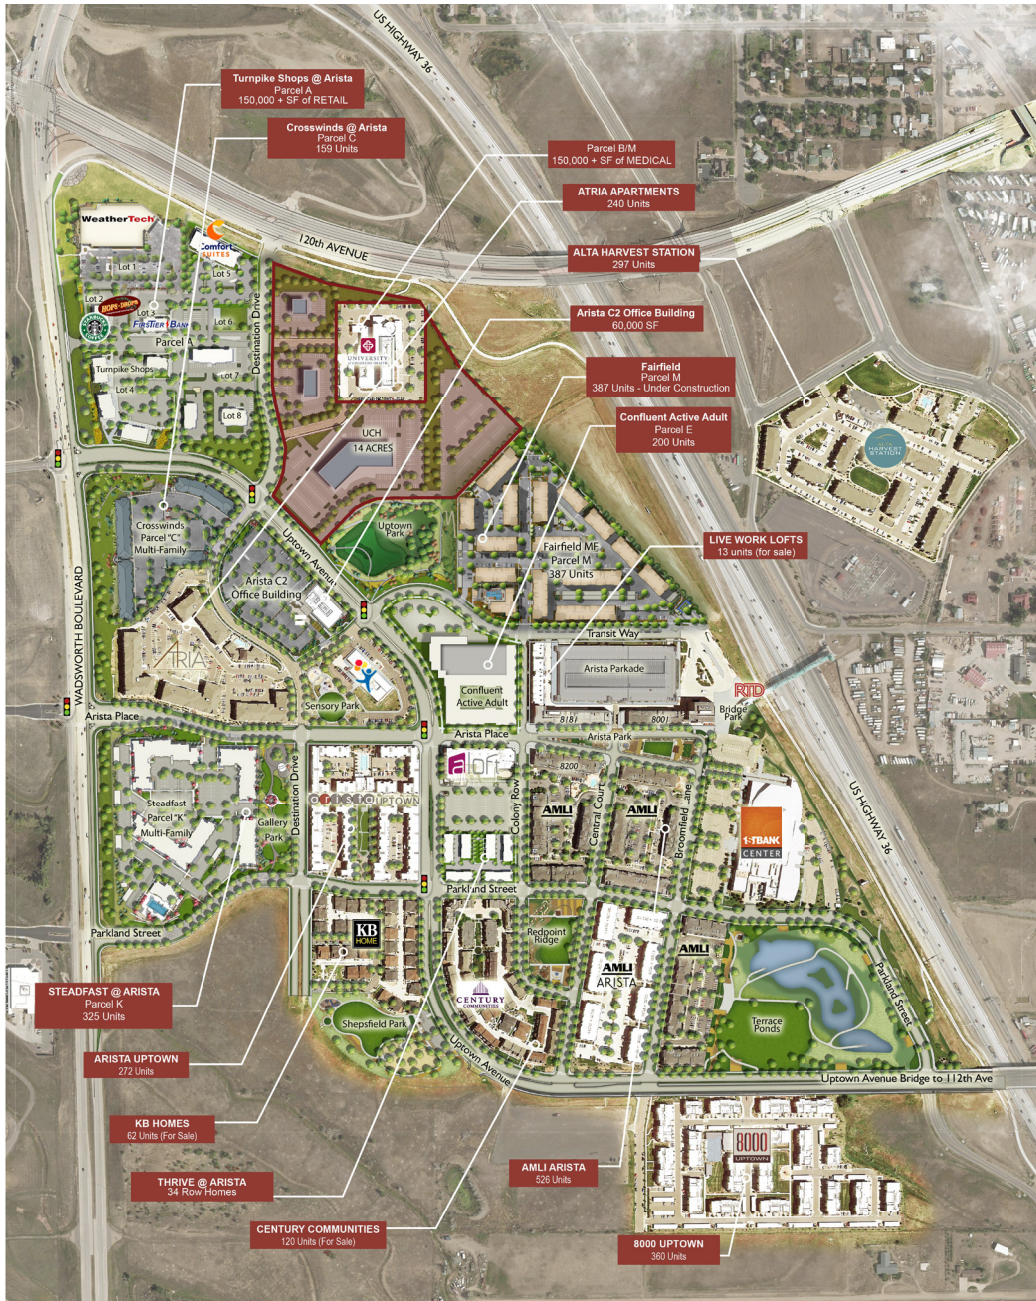 US HIGHWAY 36
Turnpike Shops @ Arista
Parcel A
150,000 + SF of RETAIL
Crosswinds @ Arista
Parcel C
159 Units
Parcel B/M
150,000 + SF of MEDICAL
ATRIA APARTMENTS
240 Units
ALTA HARVEST STATION
297 Units
Arista C2 Office Building
60,000 SF
Fairfield
Parcel M
387 Units - Under Construction
Confluent Active Adult
Parcel E
200 Units
LIVE WORK LOFTS
13 units (for sale)
120th AVENUE
WeatherTech
Comfort
SUITES
Lot 1
Lot 5
Lot 2
HOPS & DROPS
Lot 3
FIRSTIER BANK
Lot 6
Parcel A
Turnpike Shops
Lot 7
Lot 4
Lot 8
Destination Drive
UNIVERSITY
UCH
14 ACRES
ALTA
HARVEST
STATION
Crosswinds
Parcel "C"
Multi-Family
Uptown Avenue
Uptown
Park
Fairfield MF
Parcel M
387 Units
Arista C2
Office Building
WADSWORTH BOULEVARD
Transit Way
ARIA
Arista Parkade
Sensory Park
Confluent
Active Adult
RTD
Bridge
Park
8181
8001
Arista Place
Arista Place
Arista Park
aloft
8200
Steadfast
Parcel "K"
Multi-Family
Gallery
Park
Destination Drive
arista UPTOWN
Colony Row
AMLI
Central Court
AMLI
Broomfield Lane
1STBANK
CENTER
US HIGHWAY 36
Parkland Street
Parkland Street
KB
HOME
Redpoint
Ridge
AMLI
ARISTA
AMLI
CENTURY
COMMUNITIES
Shepsfield Park
Terrace
Ponds
Parkland Street
Uptown Avenue
Uptown Avenue Bridge to 112th Ave
STEADFAST @ ARISTA
Parcel K
325 Units
ARISTA UPTOWN
272 Units
KB HOMES
62 Units (For Sale)
THRIVE @ ARISTA
34 Row Homes
CENTURY COMMUNITIES
120 Units (For Sale)
AMLI ARISTA
526 Units
8000
UPTOWN
8000 UPTOWN
360 Units